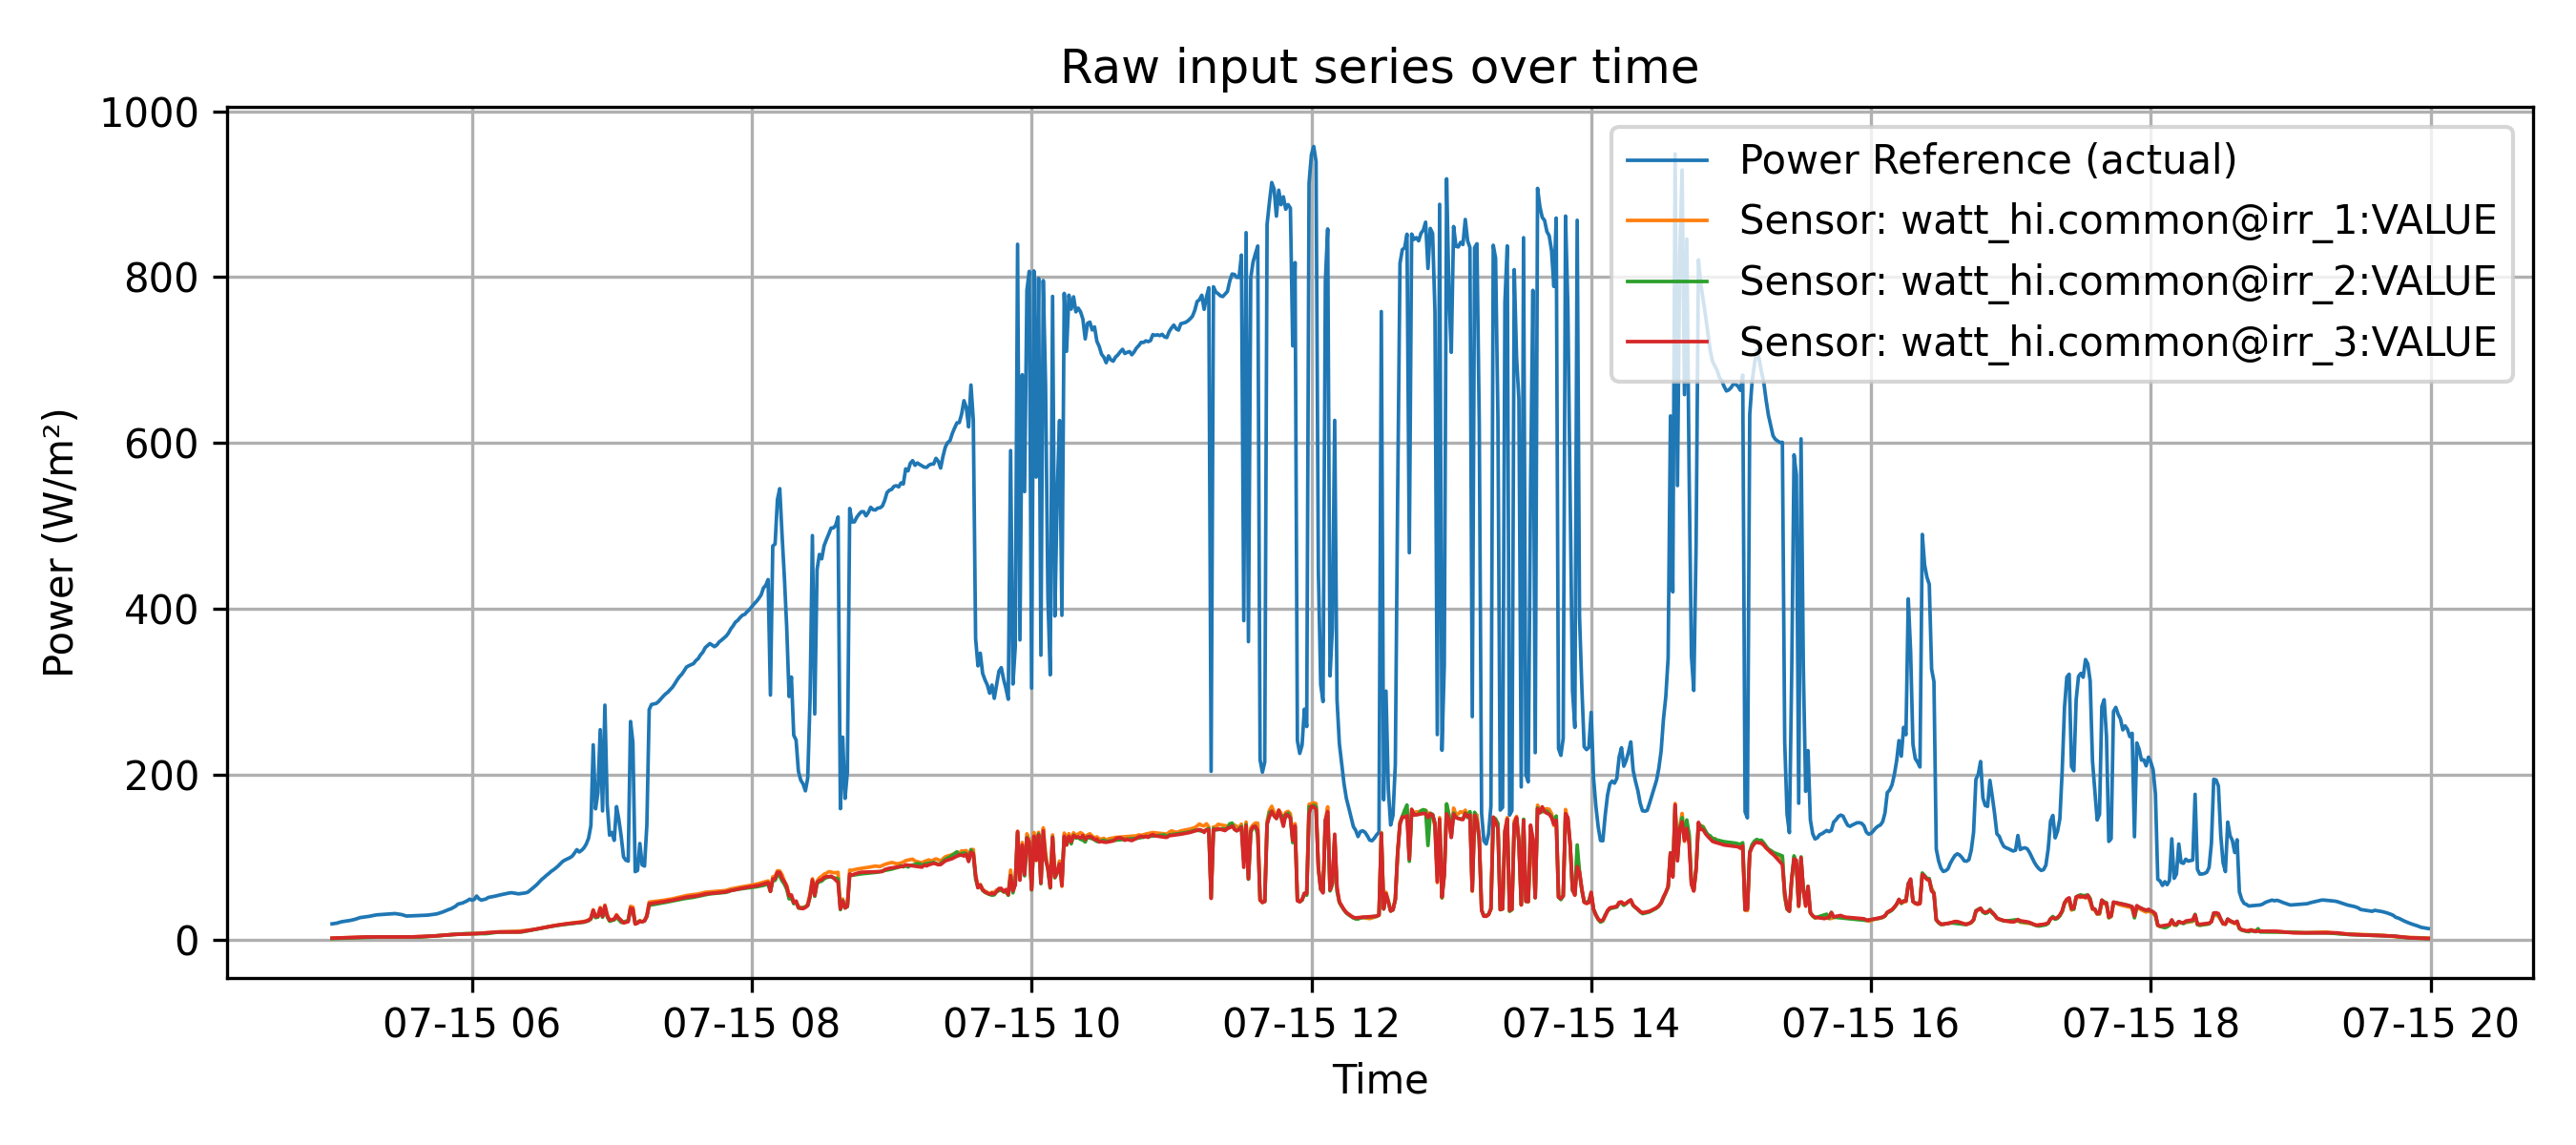 Raw input series over time
1000
800
600
400
200
0
Power (W/m²)
Power Reference (actual)
Sensor: watt_hi.common@irr_1:VALUE
Sensor: watt_hi.common@irr_2:VALUE
Sensor: watt_hi.common@irr_3:VALUE
07-15 06
07-15 08
07-15 10
07-15 12
07-15 14
07-15 16
07-15 18
07-15 20
Time